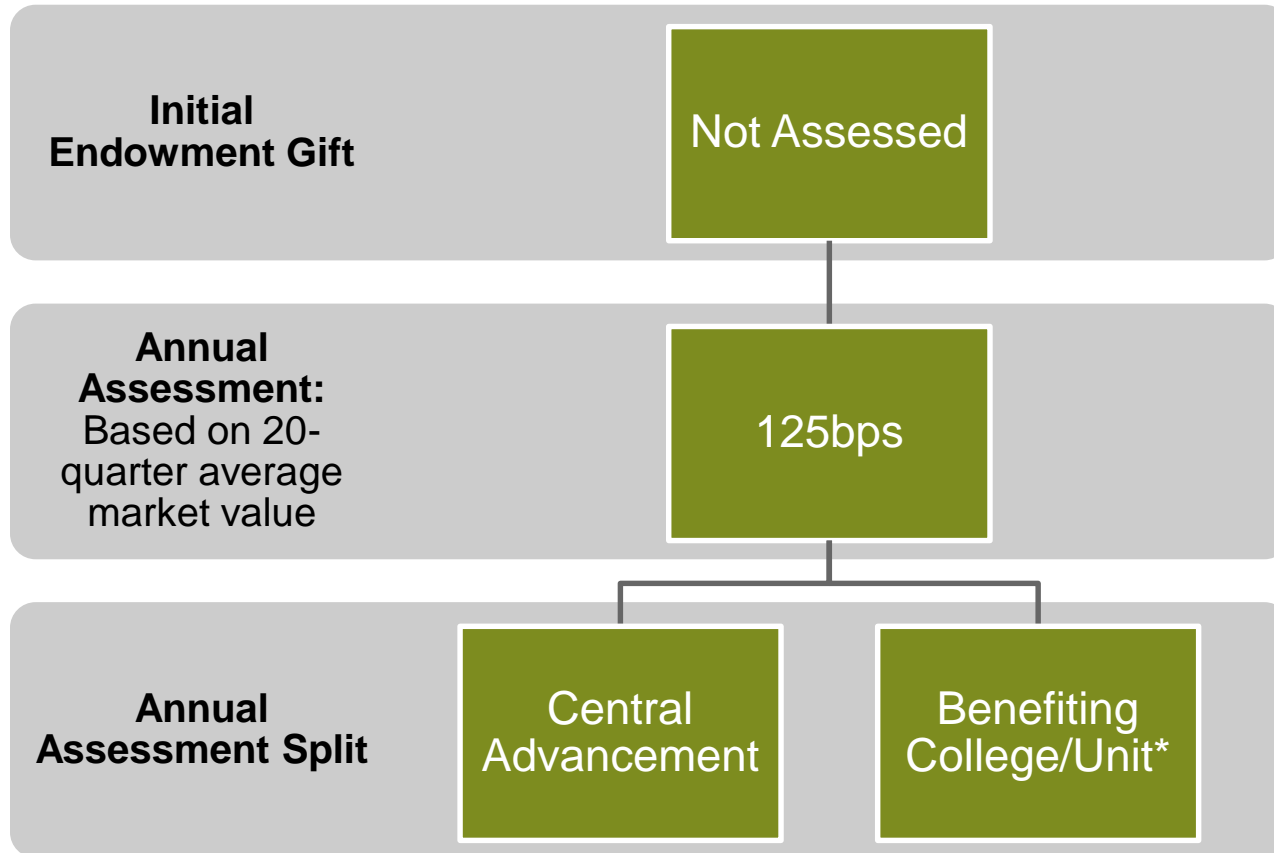 Initial
Endowment Gift
Not Assessed
Annual
Assessment:
Based on 20-
quarter average
market value
125bps
Annual
Assessment Split
Central
Advancement
Benefiting
College/Unit*